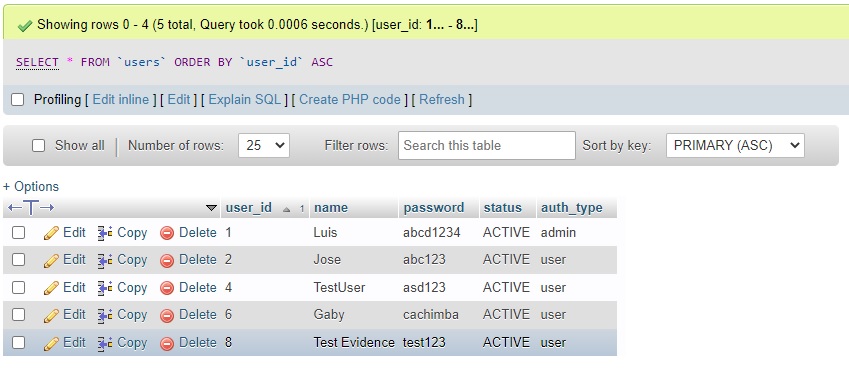 Showing rows 0 - 4 (5 total, Query took 0.0006 seconds.) [user_id: 1... - 8...]
SELECT * FROM `users` ORDER BY `user_id` ASC
Profiling [ Edit inline ] [ Edit ] [ Explain SQL ] [ Create PHP code ] [ Refresh ]
Show all | Number of rows: 25 Filter rows: Search this table Sort by key: PRIMARY (ASC)
+ Options
←T→ user_id 1 name password status auth_type
Edit Copy Delete 1 Luis abcd1234 ACTIVE admin
Edit Copy Delete 2 Jose abc123 ACTIVE user
Edit Copy Delete 4 TestUser asd123 ACTIVE user
Edit Copy Delete 6 Gaby cachimba ACTIVE user
Edit Copy Delete 8 Test Evidence test123 ACTIVE user